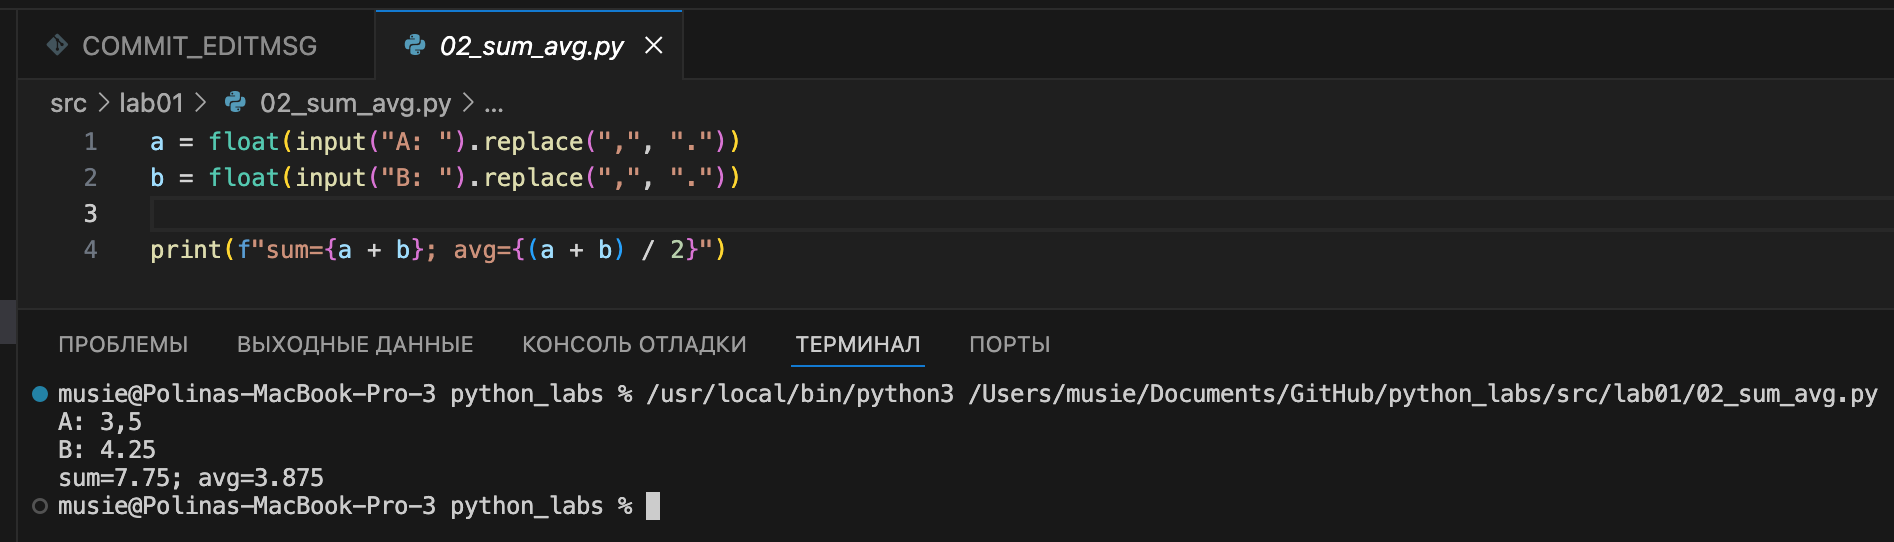 COMMIT_EDITMSG 02_sum_avg.py
src > lab01 > 02_sum_avg.py > ...
1 a = float(input("A: ").replace(",", "."))
2 b = float(input("B: ").replace(",", "."))
3
4 print(f"sum={a + b}; avg={(a + b) / 2}")
ПРОБЛЕМЫ ВЫХОДНЫЕ ДАННЫЕ КОНСОЛЬ ОТЛАДКИ ТЕРМИНАЛ ПОРТЫ
musie@Polinas-MacBook-Pro-3 python_labs % /usr/local/bin/python3 /Users/musie/Documents/GitHub/python_labs/src/lab01/02_sum_avg.py
A: 3,5
B: 4.25
sum=7.75; avg=3.875
musie@Polinas-MacBook-Pro-3 python_labs %